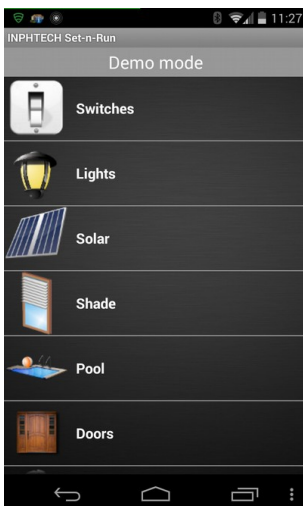 11:27
INPHTECH Set-n-Run
Demo mode
Switches
Lights
Solar
Shade
Pool
Doors